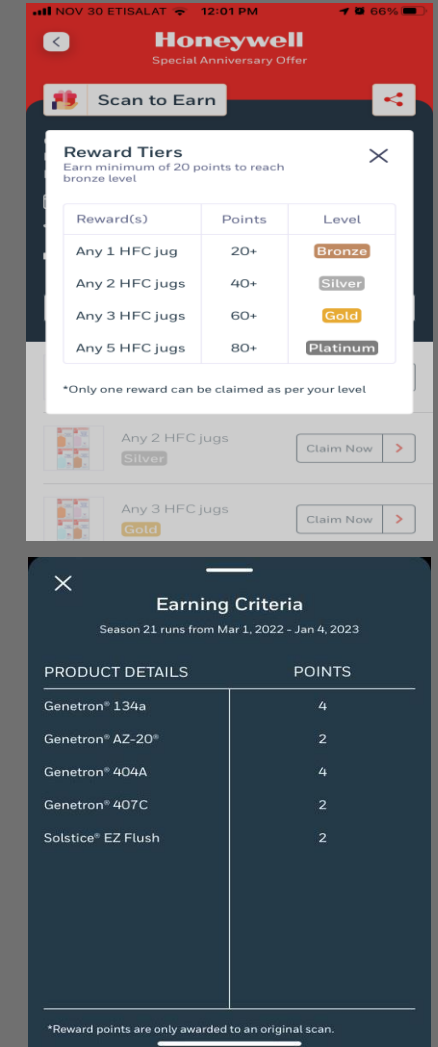 NOV 30 ETISALAT 12:01 PM 66%
Honeywell
Special Anniversary Offer
Scan to Earn
Reward Tiers
Earn minimum of 20 points to reach
bronze level
Reward(s) Points Level
Any 1 HFC jug 20+ Bronze
Any 2 HFC jugs 40+ Silver
Any 3 HFC jugs 60+ Gold
Any 5 HFC jugs 80+ Platinum
*Only one reward can be claimed as per your level
Any 2 HFC jugs
Silver
Claim Now
Any 3 HFC jugs
Gold
Claim Now
Earning Criteria
Season 21 runs from Mar 1, 2022 - Jan 4, 2023
PRODUCT DETAILS POINTS
Genetron® 134a 4
Genetron® AZ-20® 2
Genetron® 404A 4
Genetron® 407C 2
Solstice® EZ Flush 2
*Reward points are only awarded to an original scan.